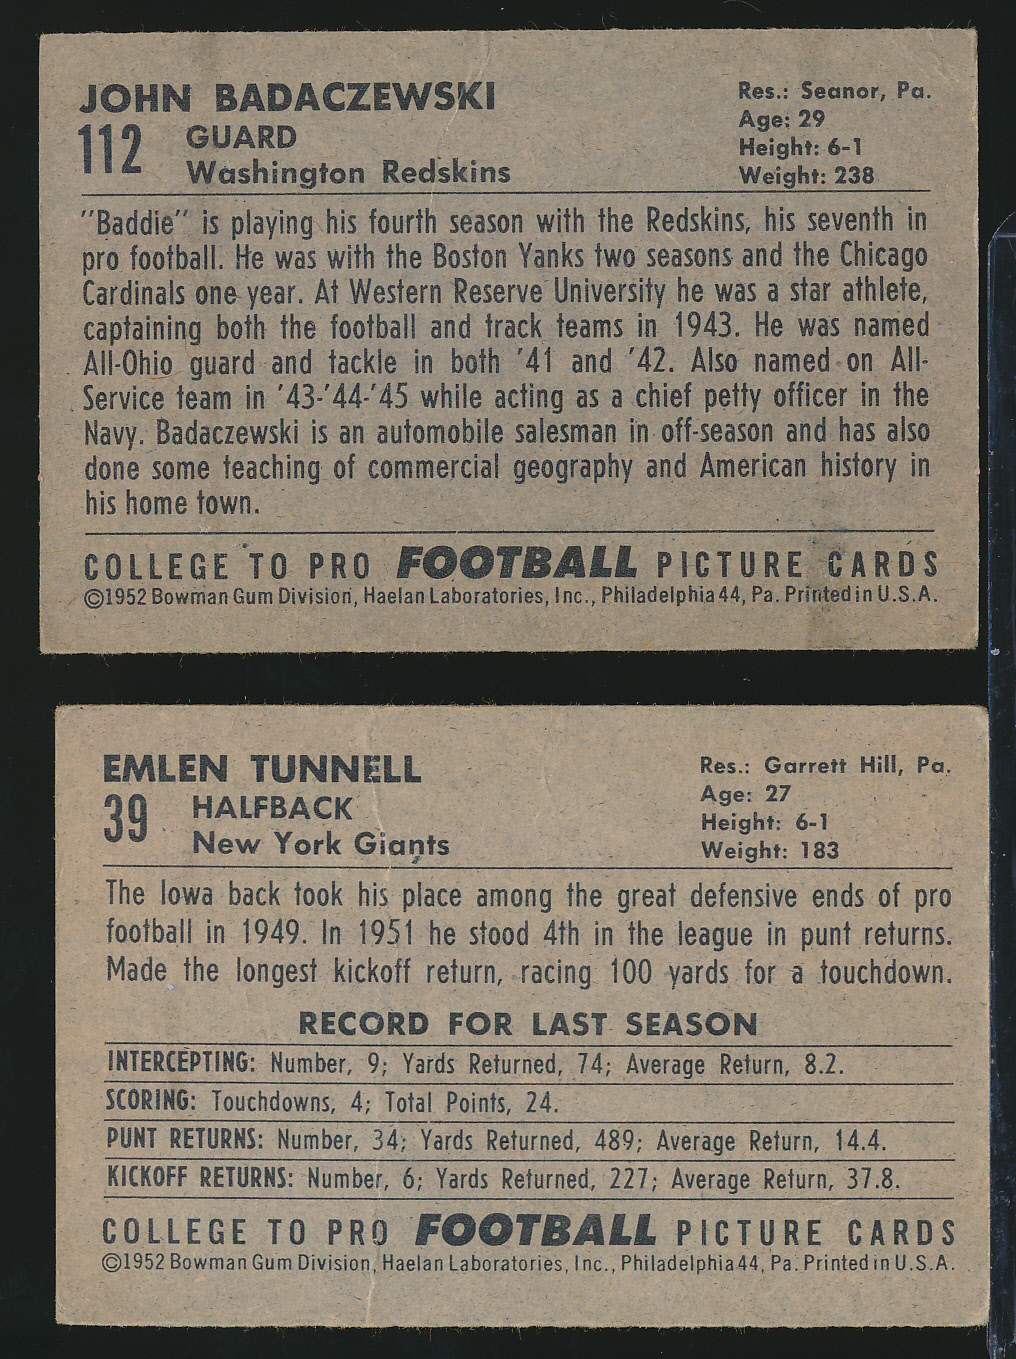 JOHN BADACZEWSKI
112 GUARD
Washington Redskins
Res.: Seanor, Pa.
Age: 29
Height: 6-1
Weight: 238
"Baddie" is playing his fourth season with the Redskins, his seventh in
pro football. He was with the Boston Yanks two seasons and the Chicago
Cardinals one year. At Western Reserve University he was a star athlete,
captaining both the football and track teams in 1943. He was named
All-Ohio guard and tackle in both '41 and '42. Also named on All-
Service team in '43-'44-'45 while acting as a chief petty officer in the
Navy. Badaczewski is an automobile salesman in off-season and has also
done some teaching of commercial geography and American history in
his home town.
COLLEGE TO PRO FOOTBALL PICTURE CARDS
©1952 Bowman Gum Division, Haelan Laboratories, Inc., Philadelphia 44, Pa. Printed in U.S.A.
EMLEN TUNNELL
39 HALFBACK
New York Giants
Res.: Garrett Hill, Pa.
Age: 27
Height: 6-1
Weight: 183
The Iowa back took his place among the great defensive ends of pro
football in 1949. In 1951 he stood 4th in the league in punt returns.
Made the longest kickoff return, racing 100 yards for a touchdown.
RECORD FOR LAST SEASON
INTERCEPTING: Number, 9; Yards Returned, 74; Average Return, 8.2.
SCORING: Touchdowns, 4; Total Points, 24.
PUNT RETURNS: Number, 34; Yards Returned, 489; Average Return, 14.4.
KICKOFF RETURNS: Number, 6; Yards Returned, 227; Average Return, 37.8.
COLLEGE TO PRO FOOTBALL PICTURE CARDS
©1952 Bowman Gum Division, Haelan Laboratories, Inc., Philadelphia 44, Pa. Printed in U.S.A.